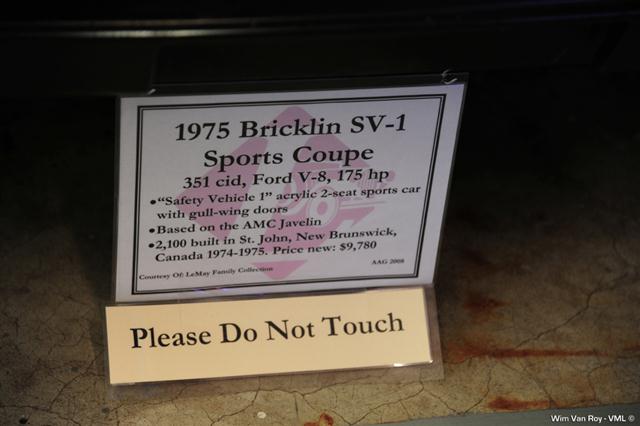 1975 Bricklin SV-1
Sports Coupe
351 cid, Ford V-8, 175 hp
•“Safety Vehicle 1” acrylic 2-seat sports car
with gull-wing doors
•Based on the AMC Javelin
•2,100 built in St. John, New Brunswick,
Canada 1974-1975. Price new: $9,780
Courtesy Of: LeMay Family Collection
AAG 2008
Please Do Not Touch
Wim Van Roy - VML ©